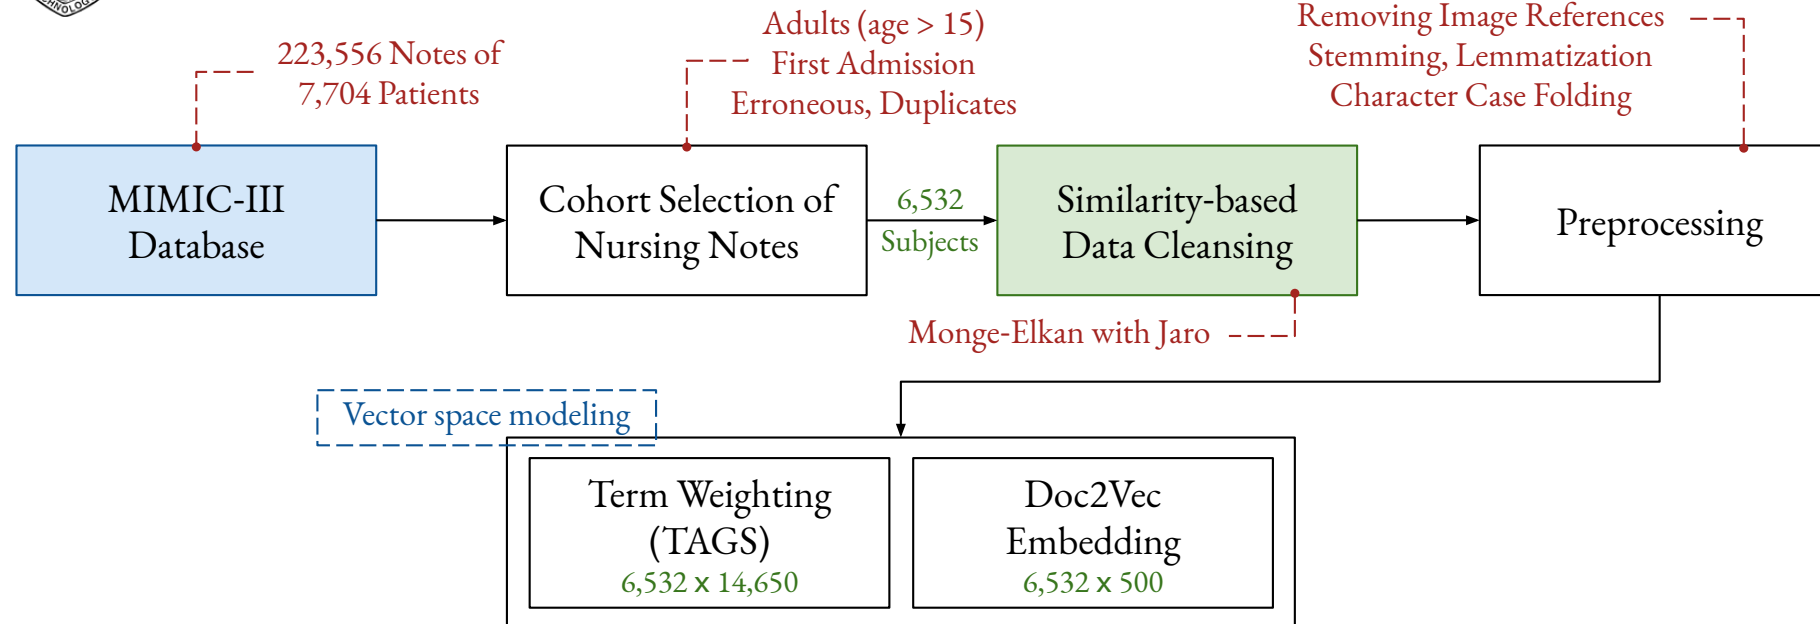 CHNOLOG
223,556 Notes of
7,704 Patients
Adults (age > 15)
First Admission
Erroneous, Duplicates
Removing Image References
Stemming, Lemmatization
Character Case Folding
MIMIC-III
Database
Cohort Selection of
Nursing Notes
6,532
Subjects
Similarity-based
Data Cleansing
Preprocessing
Monge-Elkan with Jaro
Vector space modeling
Term Weighting
(TAGS)
6,532 x 14,650
Doc2Vec
Embedding
6,532 x 500